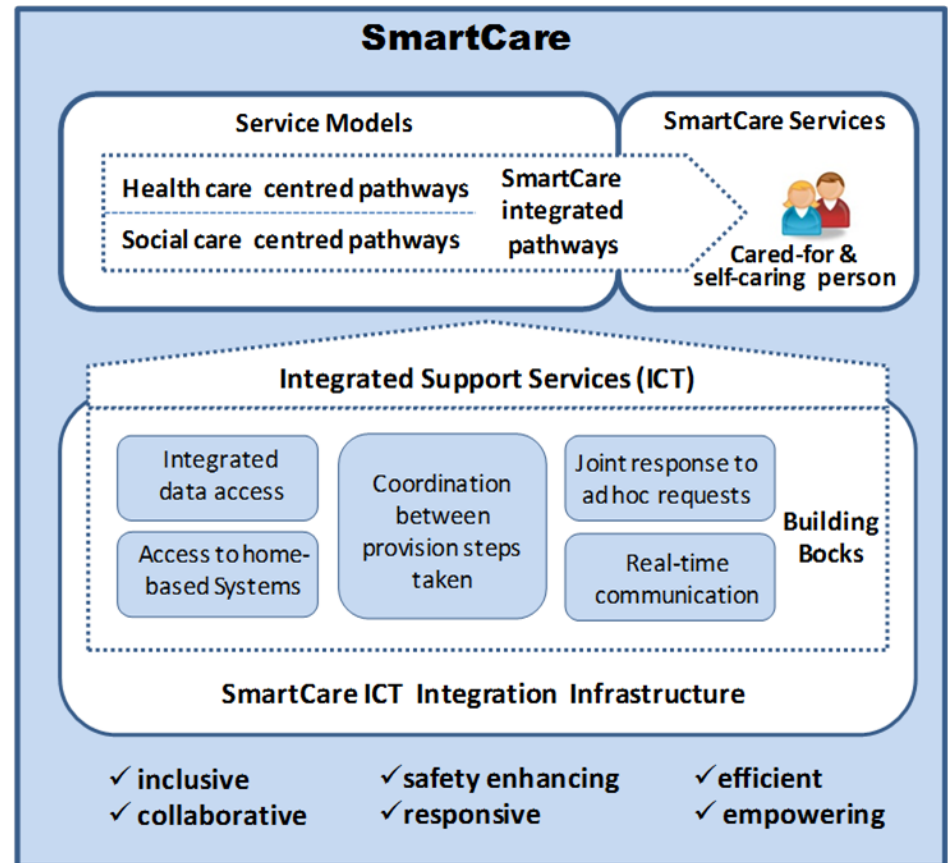 SmartCare
Service Models
SmartCare Services
Health care centred pathways
Social care centred pathways
SmartCare
integrated
pathways
Cared-for &
self-caring person
Integrated Support Services (ICT)
Integrated
data access
Access to home-
based Systems
Coordination
between
provision steps
taken
Joint response to
ad hoc requests
Real-time
communication
Building
Bocks
SmartCare ICT Integration Infrastructure
✓ inclusive
✓ safety enhancing
✓ efficient
✓ collaborative
✓ responsive
✓ empowering